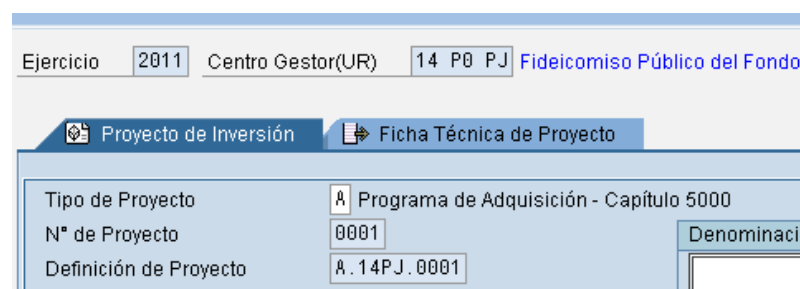 Ejercicio 2011 Centro Gestor(UR) 14 P0 PJ Fideicomiso Público del Fondo
Proyecto de Inversión Ficha Técnica de Proyecto
Tipo de Proyecto A Programa de Adquisición - Capítulo 5000
N° de Proyecto 0001
Denominaci
Definición de Proyecto A.14PJ.0001